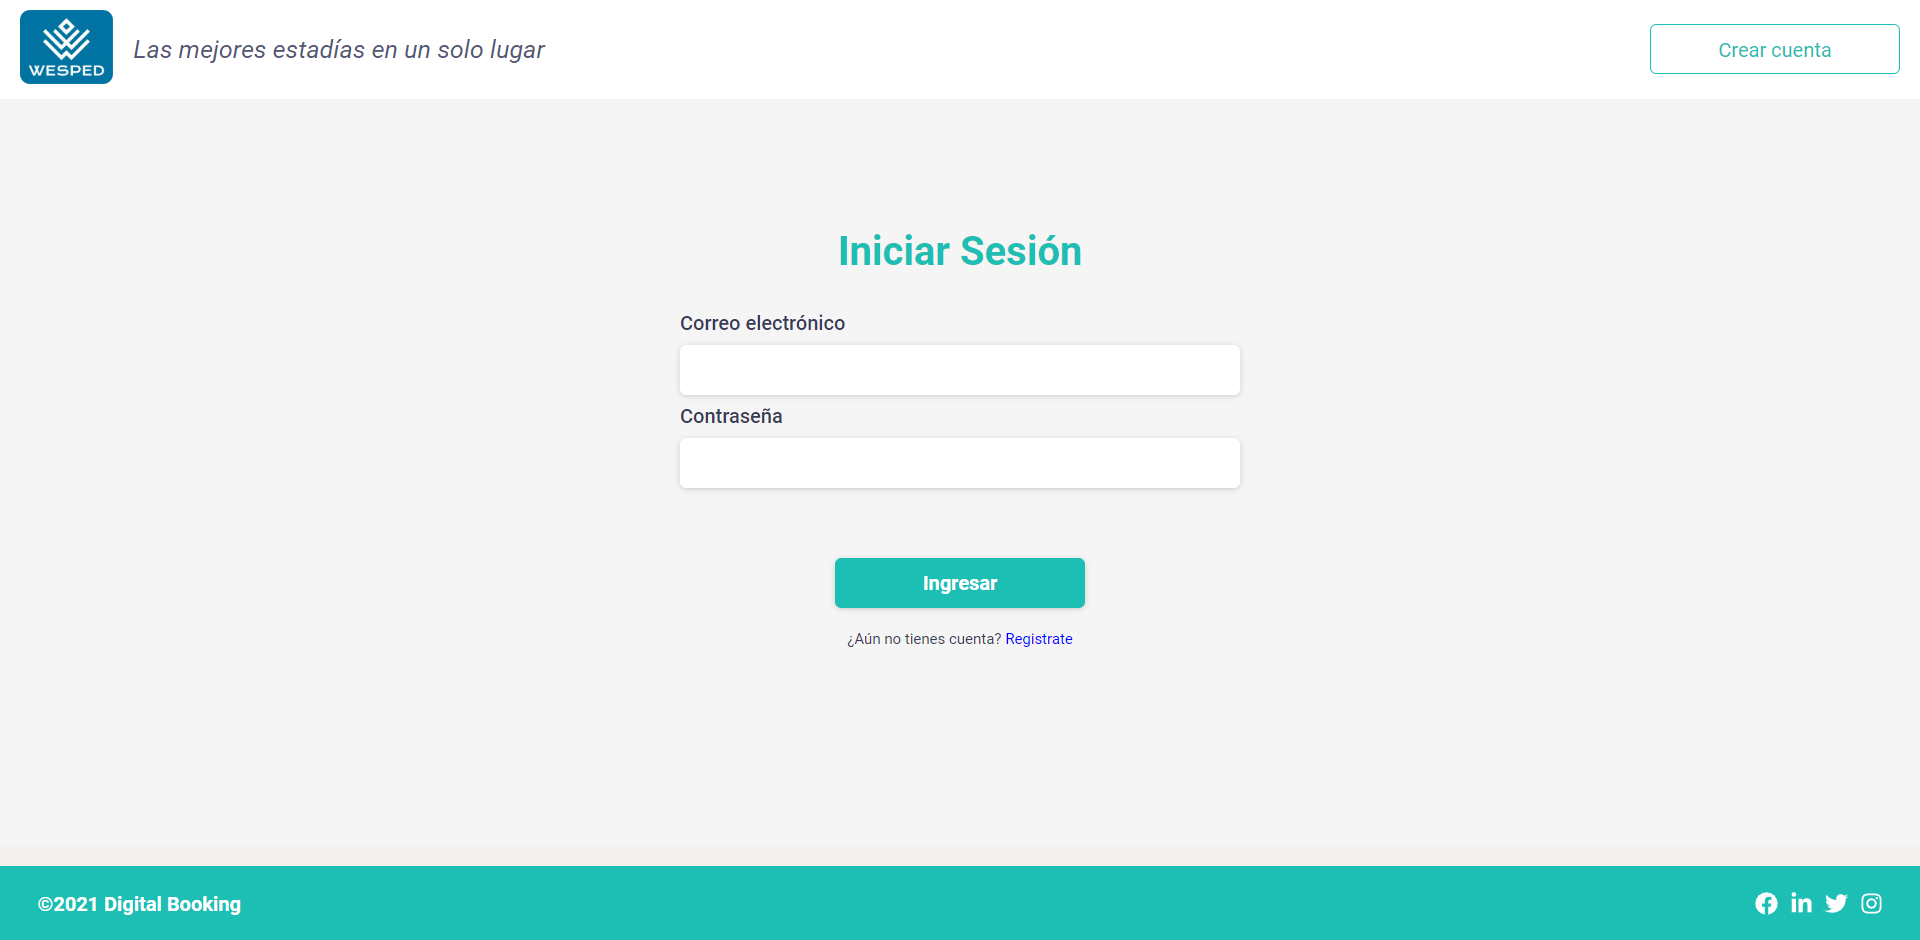 WESPED
Las mejores estadías en un solo lugar
Crear cuenta
Iniciar Sesión
Correo electrónico
Contraseña
Ingresar
¿Aún no tienes cuenta? Registrate
©2021 Digital Booking